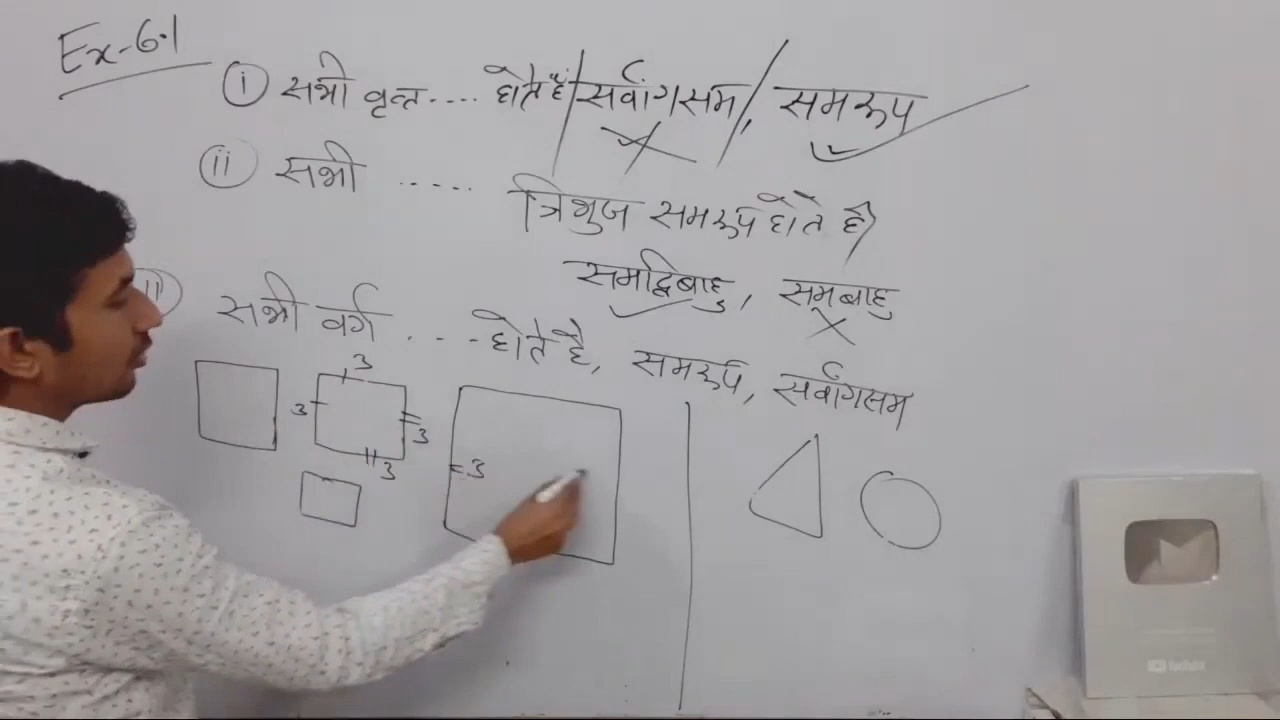 Ex-6.1
(i) सभी वृत्त .... होते हैं / सर्वांगसम, / समरूप
(ii) सभी ..... त्रिभुज समरूप होते है
समद्विबाहु, समबाहु
सभी वर्ग ... होते है, समरूप, सर्वांगसम
3
3 3
3
3
YouTube